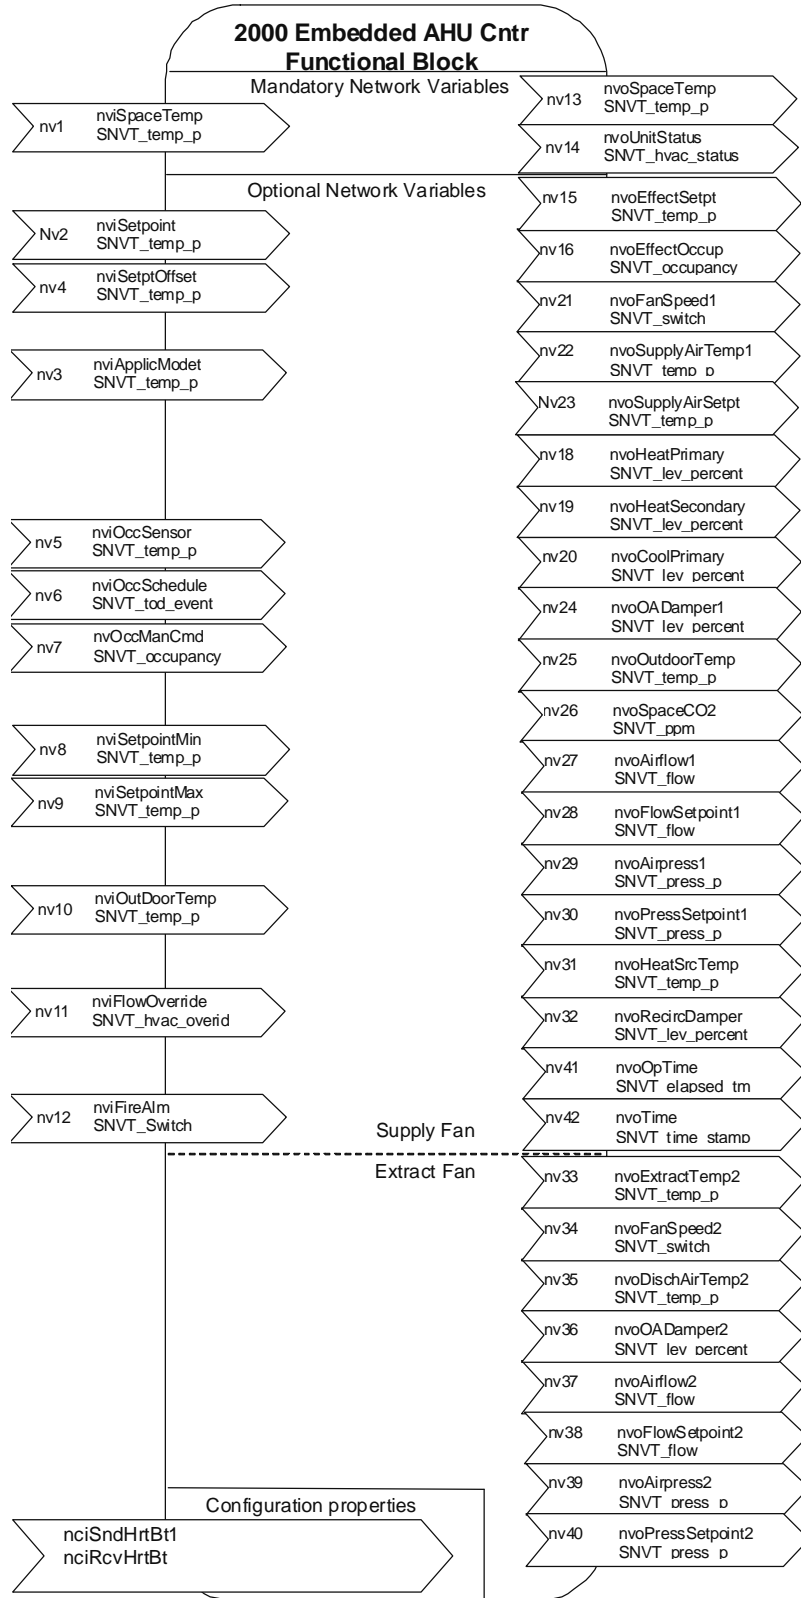 2000 Embedded AHU Cntr
Functional Block
Mandatory Network Variables
nv1
nviSpaceTemp
SNVT_temp_p
nv13
nvoSpaceTemp
SNVT_temp_p
nv14
nvoUnitStatus
SNVT_hvac_status
Optional Network Variables
Nv2
nviSetpoint
SNVT_temp_p
nv4
nviSetptOffset
SNVT_temp_p
nv3
nviApplicModet
SNVT_temp_p
nv5
nviOccSensor
SNVT_temp_p
nv6
nviOccSchedule
SNVT_tod_event
nv7
nvOccManCmd
SNVT_occupancy
nv8
nviSetpointMin
SNVT_temp_p
nv9
nviSetpointMax
SNVT_temp_p
nv10
nviOutDoorTemp
SNVT_temp_p
nv11
nviFlowOverride
SNVT_hvac_overid
nv12
nviFireAlm
SNVT_Switch
nv15
nvoEffectSetpt
SNVT_temp_p
nv16
nvoEffectOccup
SNVT_occupancy
nv21
nvoFanSpeed1
SNVT_switch
nv22
nvoSupplyAirTemp1
SNVT_temp_p
Nv23
nvoSupplyAirSetpt
SNVT_temp_p
nv18
nvoHeatPrimary
SNVT_lev_percent
nv19
nvoHeatSecondary
SNVT_lev_percent
nv20
nvoCoolPrimary
SNVT_lev_percent
nv24
nvoOADamper1
SNVT_lev_percent
nv25
nvoOutdoorTemp
SNVT_temp_p
nv26
nvoSpaceCO2
SNVT_ppm
nv27
nvoAirflow1
SNVT_flow
nv28
nvoFlowSetpoint1
SNVT_flow
nv29
nvoAirpress1
SNVT_press_p
nv30
nvoPressSetpoint1
SNVT_press_p
nv31
nvoHeatSrcTemp
SNVT_temp_p
nv32
nvoRecircDamper
SNVT_lev_percent
nv41
nvoOpTime
SNVT_elapsed_tm
nv42
nvoTime
SNVT_time_stamp
Supply Fan
Extract Fan
nv33
nvoExtractTemp2
SNVT_temp_p
nv34
nvoFanSpeed2
SNVT_switch
nv35
nvoDischAirTemp2
SNVT_temp_p
nv36
nvoOADamper2
SNVT_lev_percent
nv37
nvoAirflow2
SNVT_flow
nv38
nvoFlowSetpoint2
SNVT_flow
nv39
nvoAirpress2
SNVT_press_p
nv40
nvoPressSetpoint2
SNVT_press_p
Configuration properties
nciSndHrtBt1
nciRcvHrtBt